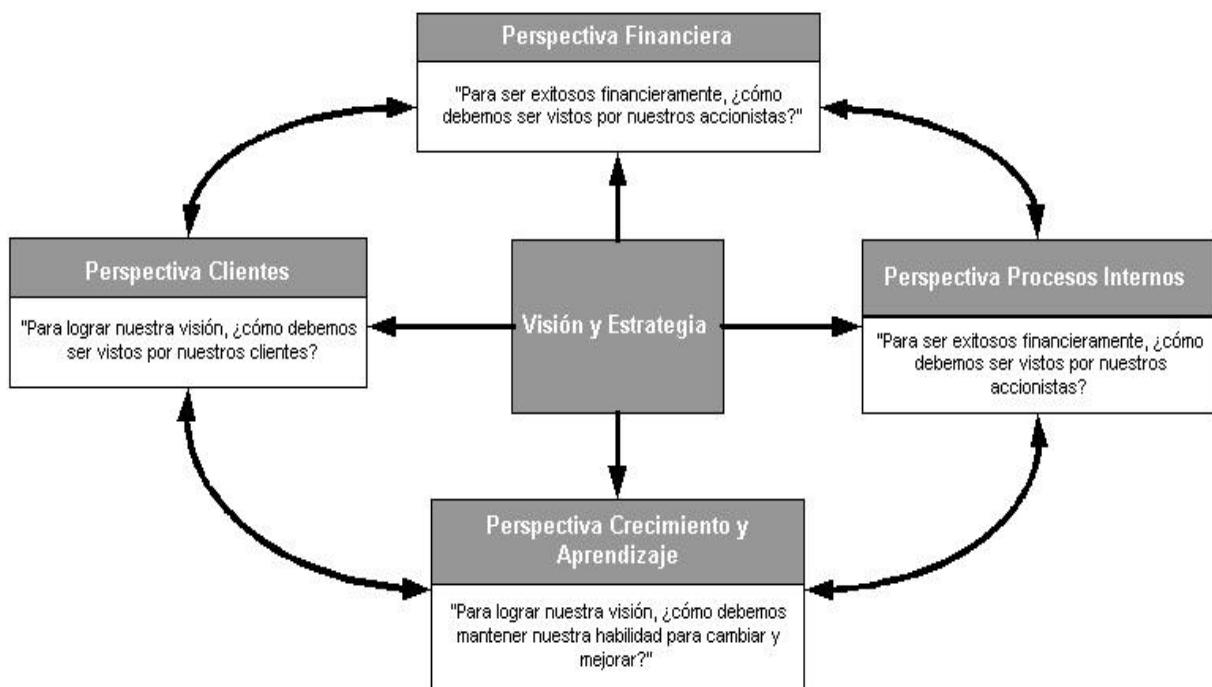 Perspectiva Financiera
"Para ser exitosos financieramente, ¿cómo
debemos ser vistos por nuestros accionistas?"
Perspectiva Clientes
"Para lograr nuestra visión, ¿cómo debemos
ser vistos por nuestros clientes?
Visión y Estrategia
Perspectiva Procesos Internos
"Para ser exitosos financieramente, ¿cómo
debemos ser vistos por nuestros
accionistas?
Perspectiva Crecimiento y
Aprendizaje
"Para lograr nuestra visión, ¿cómo debemos
mantener nuestra habilidad para cambiar y
mejorar?"